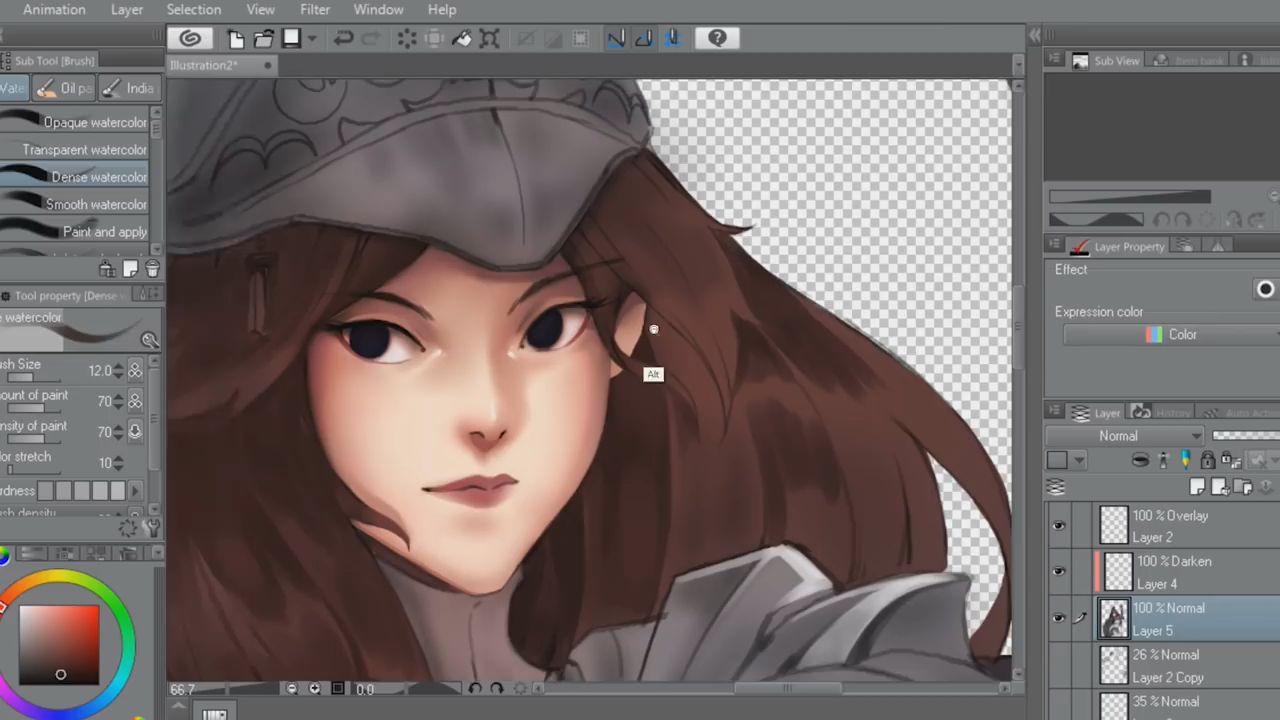 Animation Layer Selection View Filter Window Help
Sub Tool [Brush]
Illustration2*
Sub View
Item bank
Oil pa
India
Opaque watercolor
Transparent watercolor
Dense watercolor
Smooth watercolor
Paint and apply
Tool property [Dense
watercolor
ush Size 12.0
ount of paint 70
nsity of paint 70
or stretch 10
rdness
ush density
Alt
66.7
0.0
Layer Property
Effect
Expression color
Color
Layer
History
Auto Action
Normal
100 % Overlay
Layer 2
100 % Darken
Layer 4
100 % Normal
Layer 5
26 % Normal
Layer 2 Copy
35 % Normal